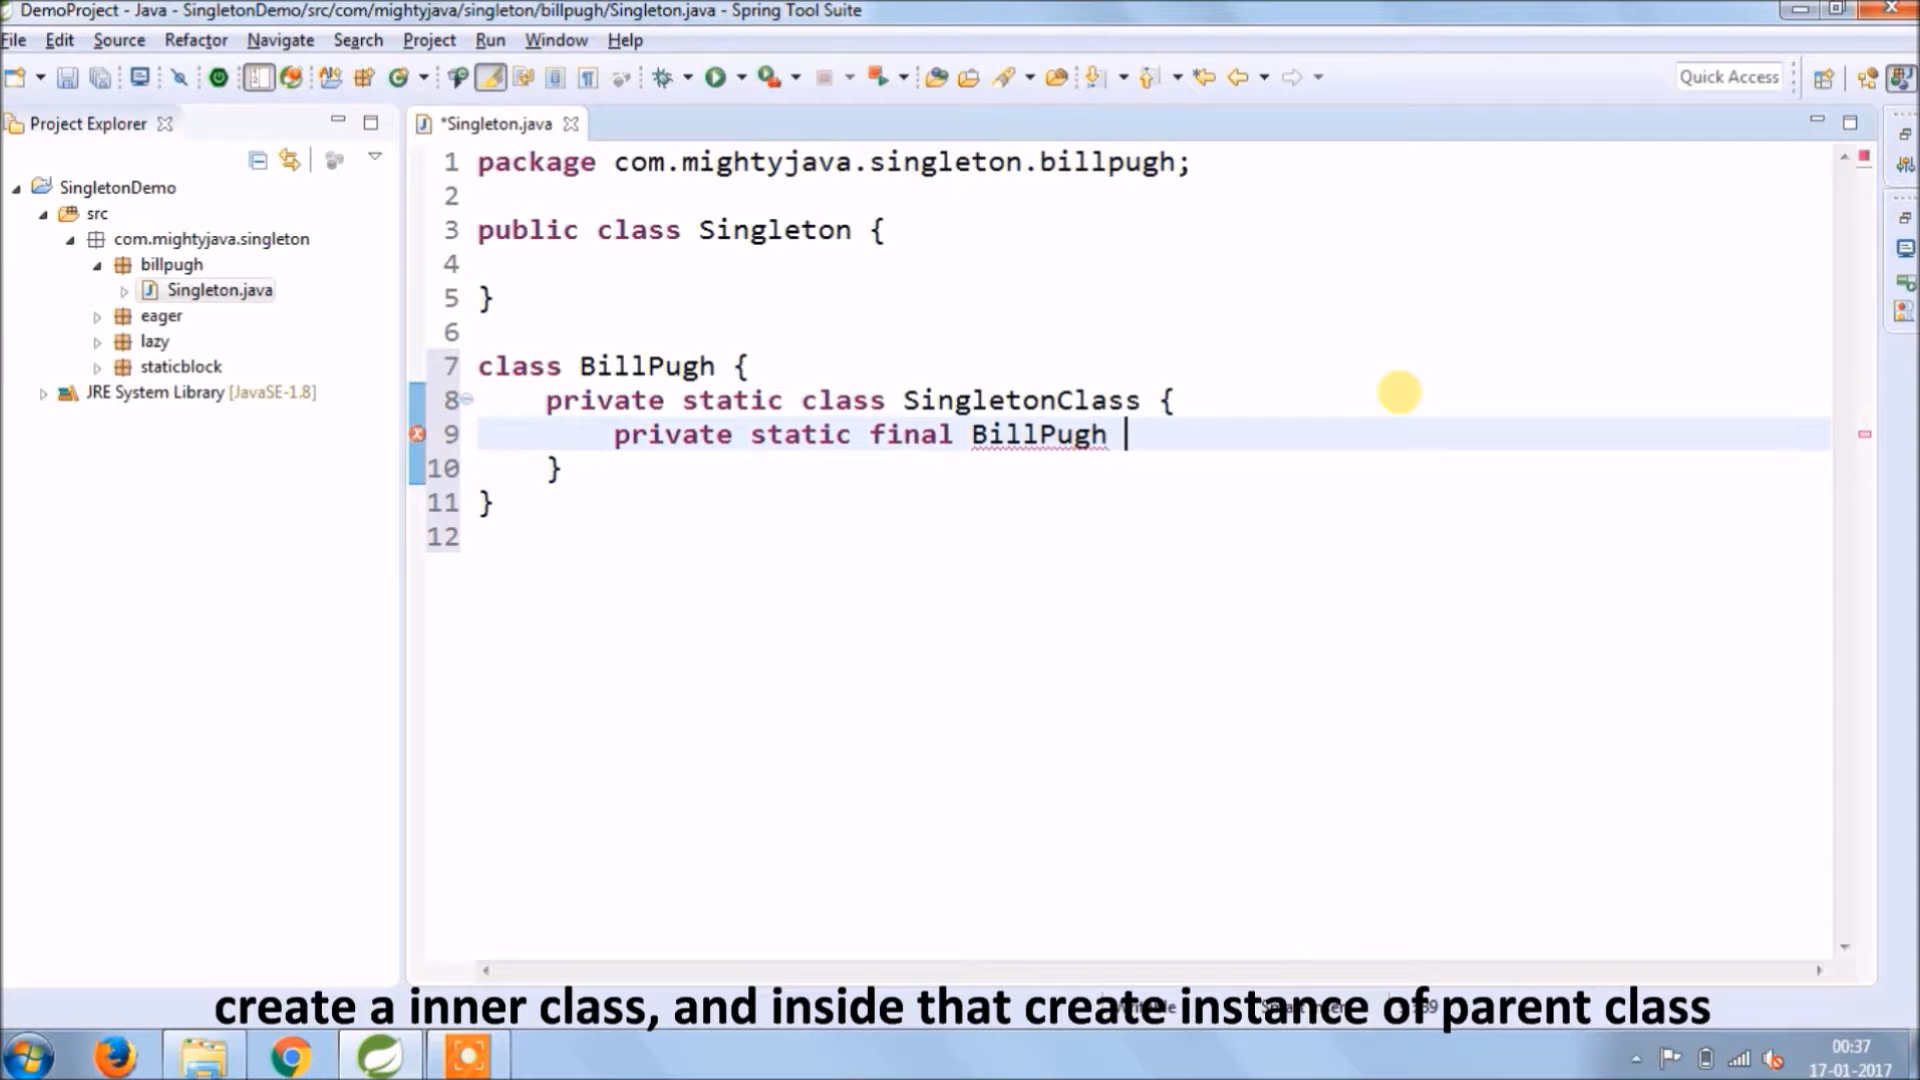 DemoProject - Java - SingletonDemo/src/com/mightyjava/singleton/billpugh/Singleton.java - Spring Tool Suite
File Edit Source Refactor Navigate Search Project Run Window Help
Quick Access
Project Explorer
*Singleton.java
SingletonDemo
src
com.mightyjava.singleton
billpugh
Singleton.java
eager
lazy
staticblock
JRE System Library [JavaSE-1.8]
1 package com.mightyjava.singleton.billpugh;
2
3 public class Singleton {
4
5 }
6
7 class BillPugh {
8 private static class SingletonClass {
9 private static final BillPugh
10 }
11 }
12
create a inner class, and inside that create instance of parent class
00:37
17-01-2017